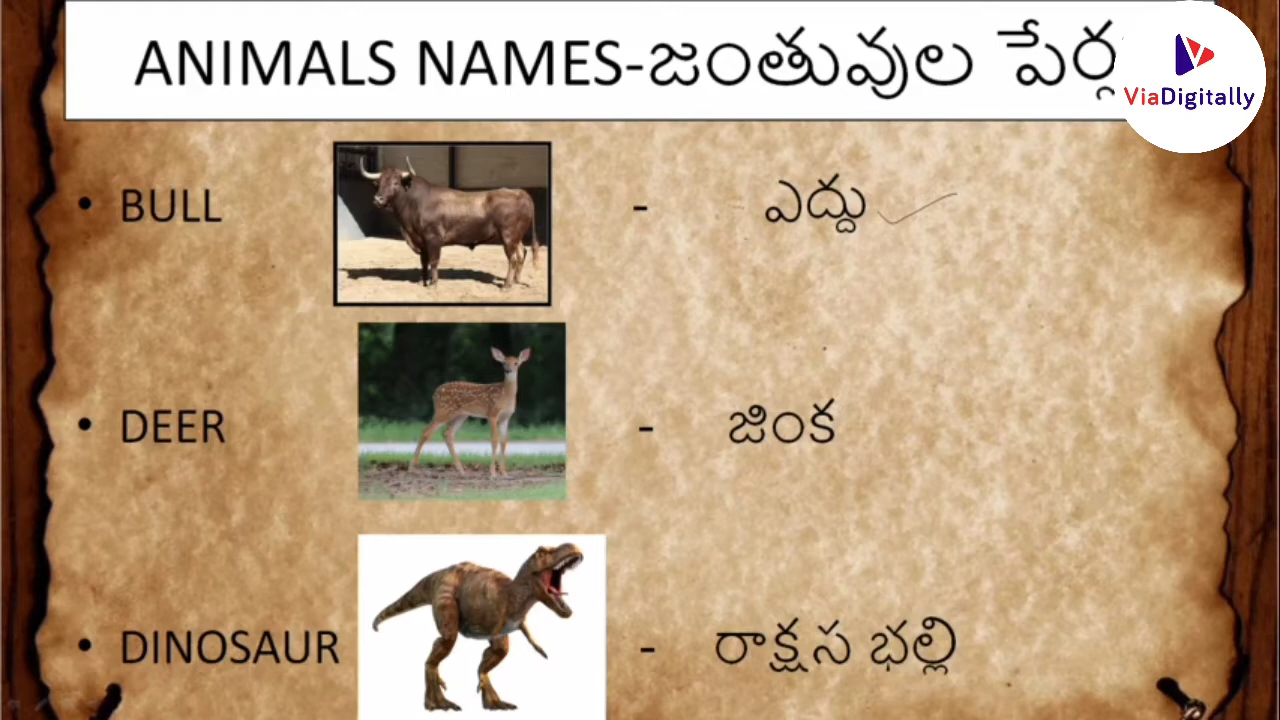 ANIMALS NAMES-జంతువుల
ViaDigitally
• BULL - ఎద్దు
• DEER - జింక
• DINOSAUR - రాక్షస భల్లి